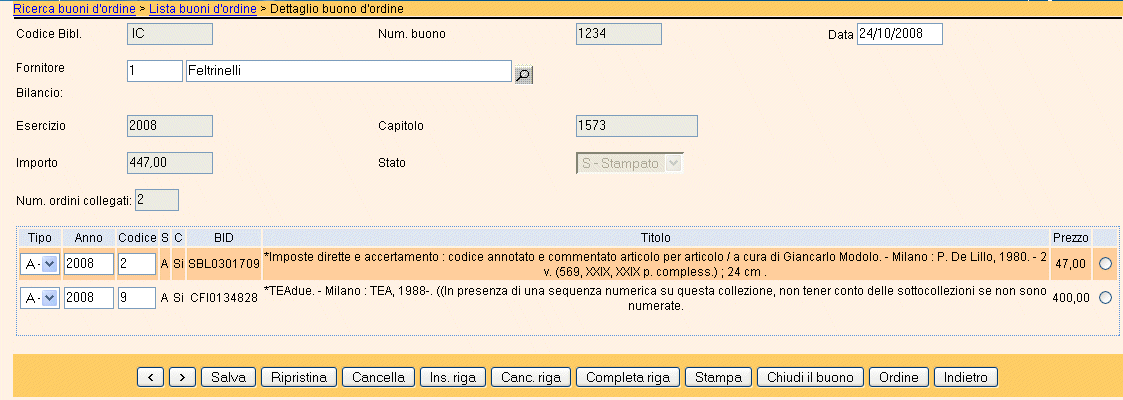 Ricerca buoni d'ordine > Lista buoni d'ordine > Dettaglio buono d'ordine
Codice Bibl. IC Num. buono 1234 Data 24/10/2008
Fornitore 1 Feltrinelli
Bilancio:
Esercizio 2008 Capitolo 1573
Importo 447,00 Stato S - Stampato
Num. ordini collegati: 2
Tipo Anno Codice S C BID Titolo Prezzo
A - 2008 2 A Si SBL0301709 *Imposte dirette e accertamento : codice annotato e commentato articolo per articolo / a cura di Giancarlo Modolo. - Milano : P. De Lillo, 1980. - 2 47,00
v. (569, XXIX, XXIX p. compless.) ; 24 cm .
A - 2008 9 A Si CFI0134828 *TEAdue. - Milano : TEA, 1988-. ((In presenza di una sequenza numerica su questa collezione, non tener conto delle sottocollezioni se non sono 400,00
numerate.
< > Salva Ripristina Cancella Ins. riga Canc. riga Completa riga Stampa Chiudi il buono Ordine Indietro